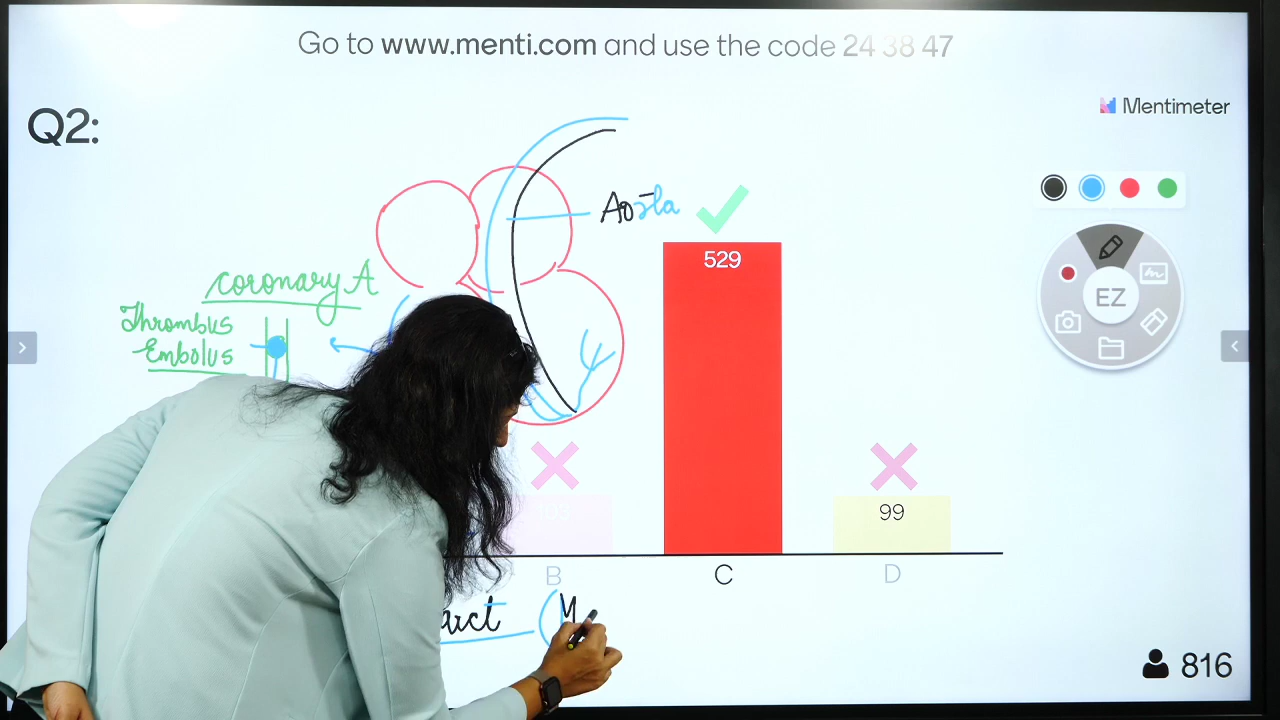 Go to www.menti.com and use the code 24 38 47
Mentimeter
Q2:
Aorta
coronary A
529
Thrombus
Embolus
EZ
99
B
C
D
(M
816